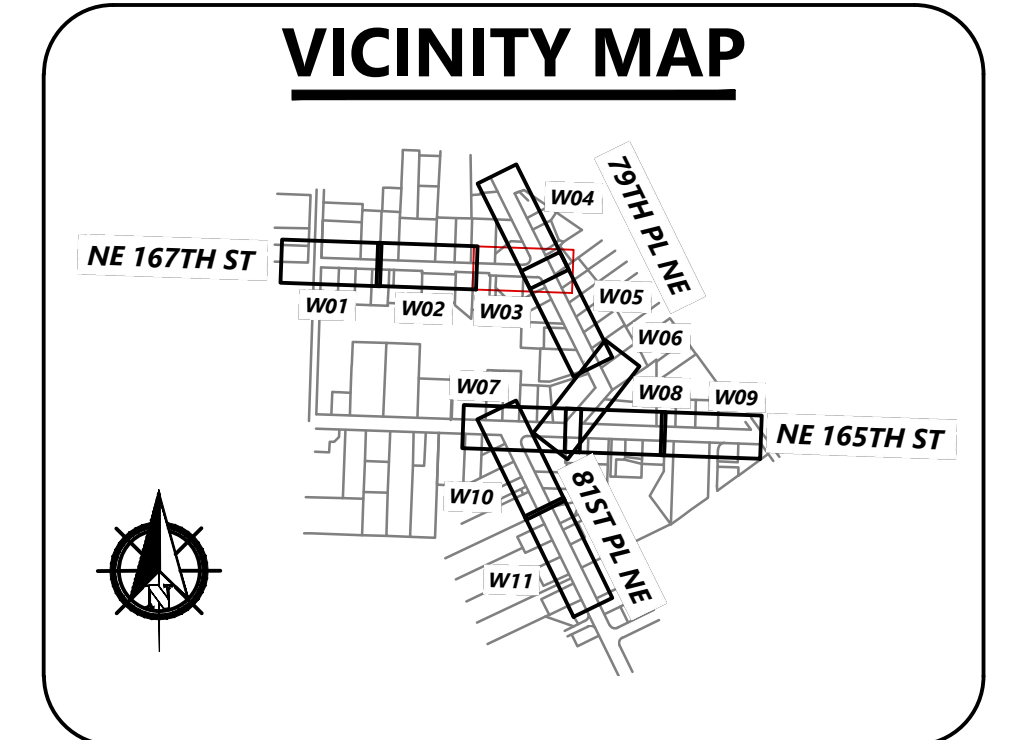 VICINITY MAP
79TH PL NE
W04
NE 167TH ST
W01
W02
W03
W05
W06
W07
W08
W09
NE 165TH ST
W10
81ST PL NE
W11
N